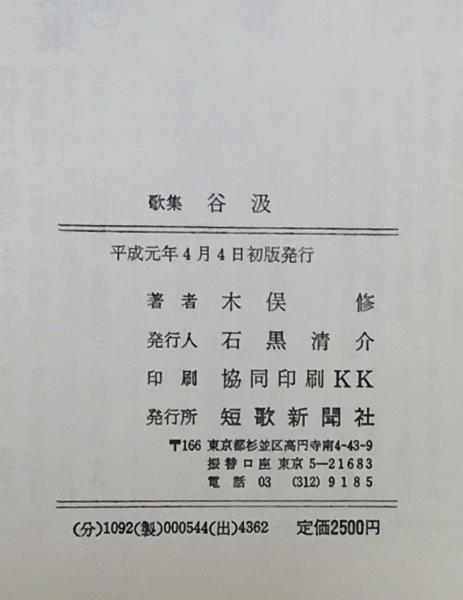 歌集 谷汲
平成元年4月4日初版発行
著者 木俣 修
発行人 石黒清介
印刷 協同印刷KK
発行所 短歌新聞社
〒166 東京都杉並区高円寺南4-43-9
振替口座 東京 5-21683
電話 03 (312)9185
(分)1092(製)000544(出)4362 定価2500円